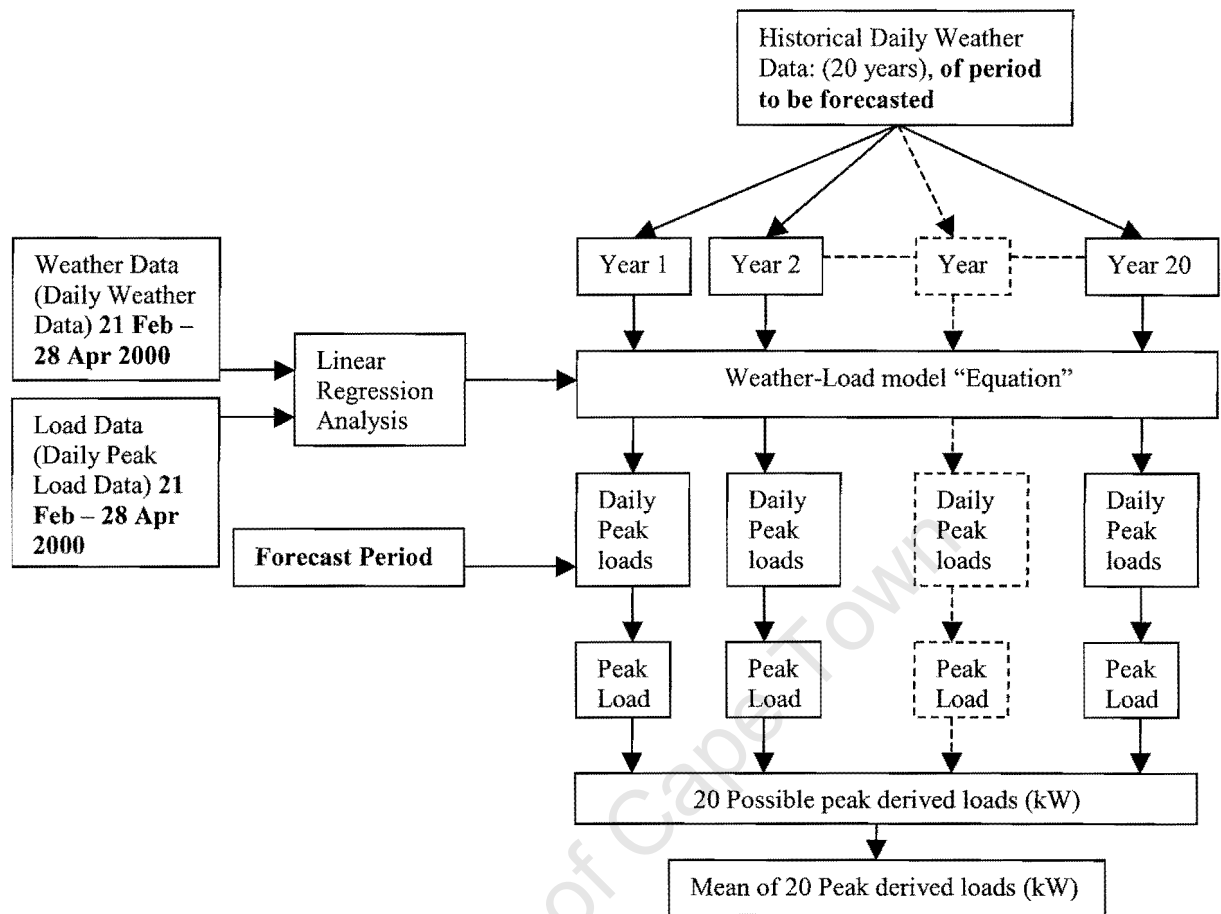 Historical Daily Weather
Data: (20 years), of period
to be forecasted
Year 1
Year 2
Year
Year 20
Weather Data
(Daily Weather
Data) 21 Feb –
28 Apr 2000
Linear
Regression
Analysis
Weather-Load model “Equation”
Load Data
(Daily Peak
Load Data) 21
Feb – 28 Apr
2000
Forecast Period
Daily
Peak
loads
Daily
Peak
loads
Daily
Peak
loads
Daily
Peak
loads
Peak
Load
Peak
Load
Peak
Load
Peak
Load
20 Possible peak derived loads (kW)
Mean of 20 Peak derived loads (kW)
of Cape Town